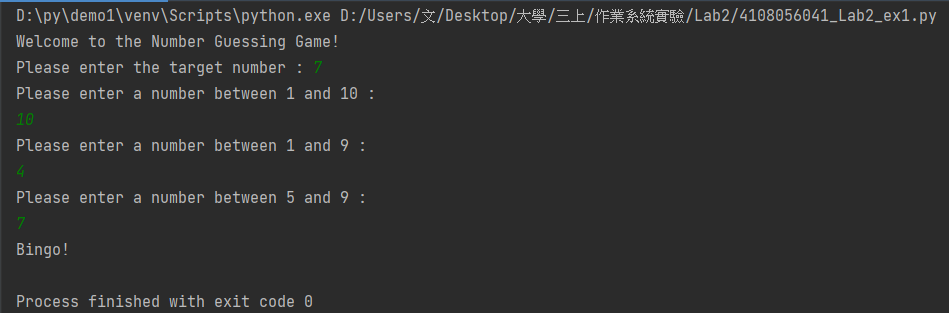 D:\py\demo1\venv\Scripts\python.exe D:/Users/文/Desktop/大學/三上/作業系統實驗/Lab2/4108056041_Lab2_ex1.py
Welcome to the Number Guessing Game!
Please enter the target number : 7
Please enter a number between 1 and 10 :
10
Please enter a number between 1 and 9 :
4
Please enter a number between 5 and 9 :
7
Bingo!
Process finished with exit code 0